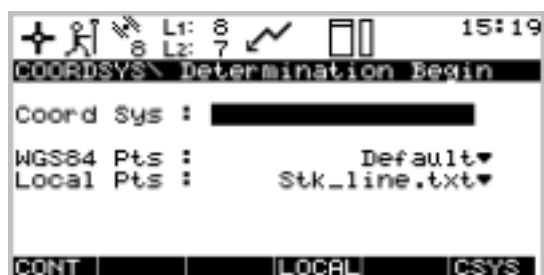 L1: 8 15:19
8 L2: 7
COORDSYS\ Determination Begin
Coord Sys :
WGS84 Pts : Default▾
Local Pts : Stk_line.txt▾
CONT LOCAL CSYS